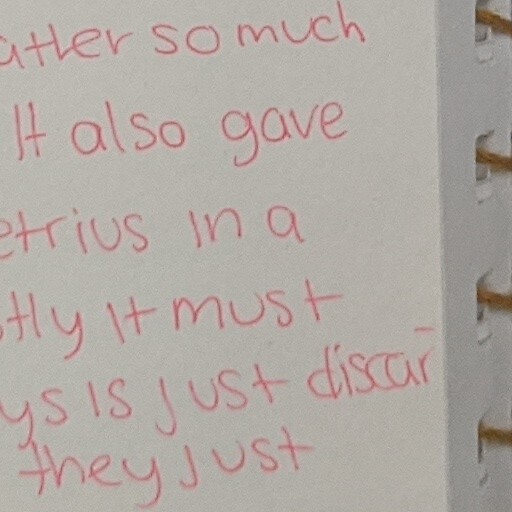 atter so much
It also gave
etrius in a
tly it must
ys is just discar-
they just